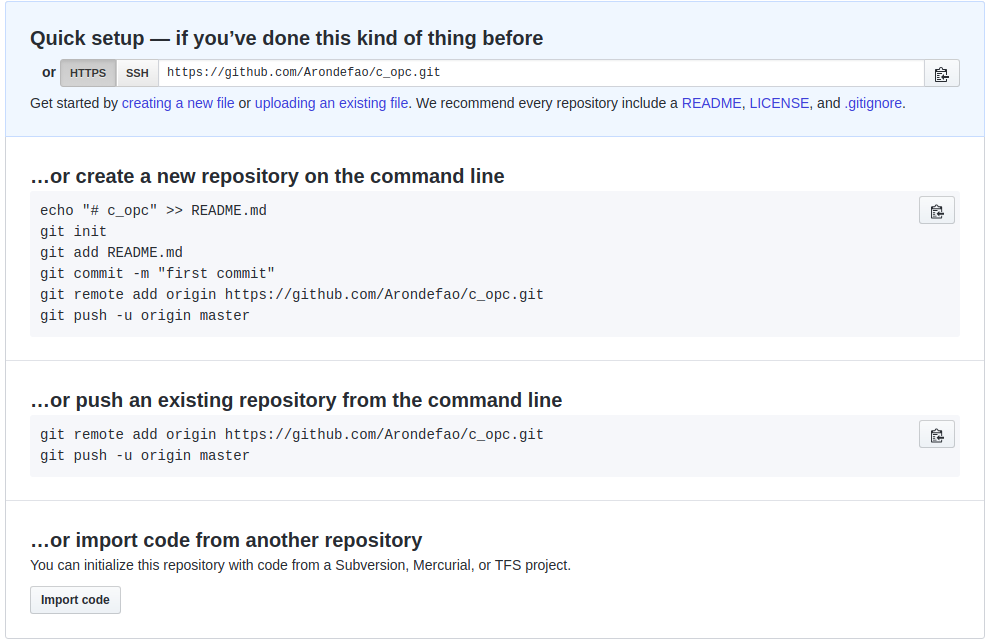 Quick setup — if you’ve done this kind of thing before
or HTTPS SSH https://github.com/Arondefao/c_opc.git
Get started by creating a new file or uploading an existing file. We recommend every repository include a README, LICENSE, and .gitignore.
…or create a new repository on the command line
echo "# c_opc" >> README.md
git init
git add README.md
git commit -m "first commit"
git remote add origin https://github.com/Arondefao/c_opc.git
git push -u origin master
…or push an existing repository from the command line
git remote add origin https://github.com/Arondefao/c_opc.git
git push -u origin master
…or import code from another repository
You can initialize this repository with code from a Subversion, Mercurial, or TFS project.
Import code